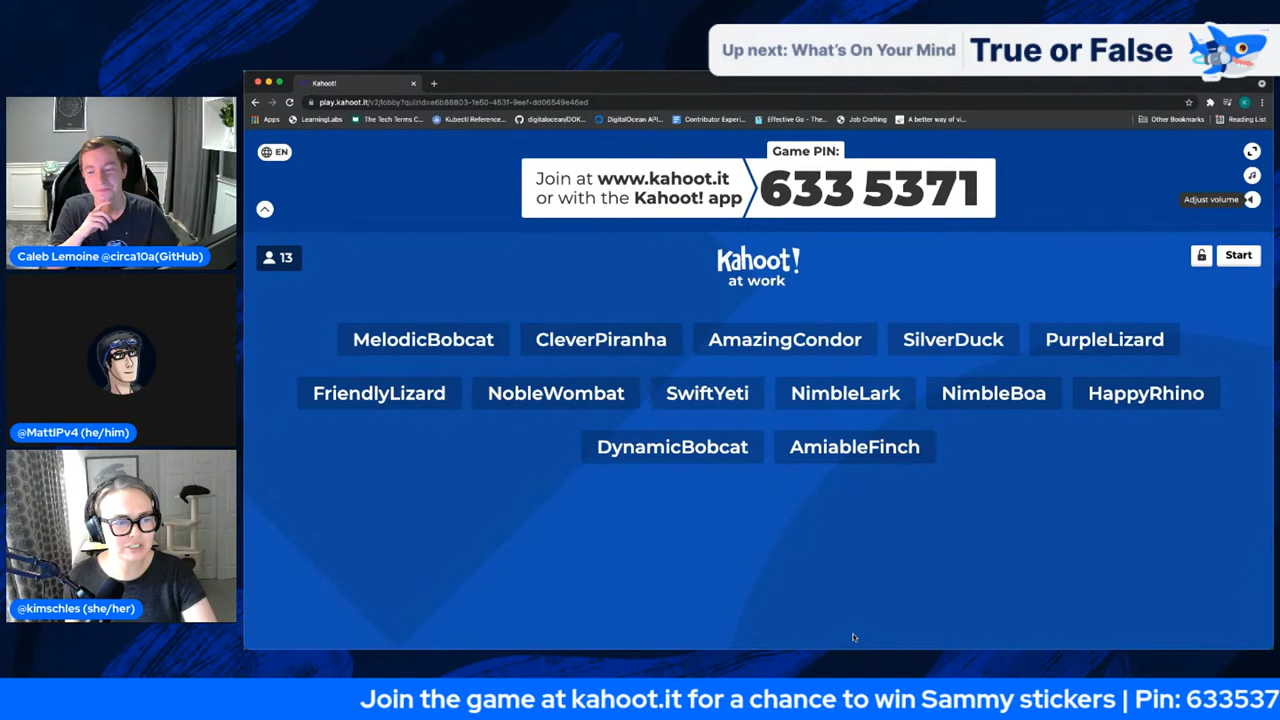 Up next: What's On Your Mind
True or False
Kahoot!
play.kahoot.it/v2/lobby?quizId=e6b88803-1e50-453f-9eef-dd06549e46ed
Apps
LearningLabs
The Tech Terms C...
Kubectl Reference...
digitalocean/DOK...
DigitalOcean API...
Contributor Experi...
Effective Go - The...
Job Crafting
A better way of vi...
Other Bookmarks
Reading List
EN
Join at www.kahoot.it
or with the Kahoot! app
Game PIN:
633 5371
Adjust volume
13
Kahoot!
at work
Start
MelodicBobcat CleverPiranha AmazingCondor SilverDuck PurpleLizard
FriendlyLizard NobleWombat SwiftYeti NimbleLark NimbleBoa HappyRhino
DynamicBobcat AmiableFinch
Caleb Lemoine @circa10a(GitHub)
@MattIPv4 (he/him)
@kimschles (she/her)
Join the game at kahoot.it for a chance to win Sammy stickers | Pin: 633537